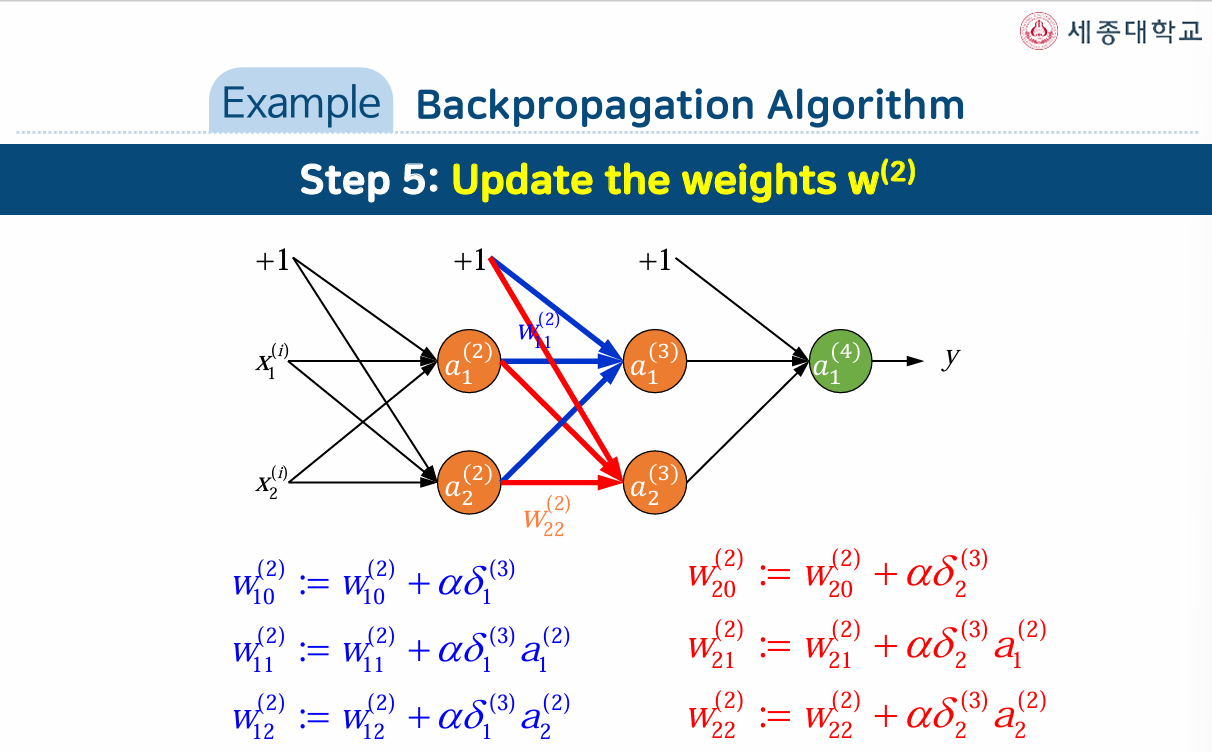 세종대학교
Example Backpropagation Algorithm
Step 5: Update the weights w⁽²⁾
+1 +1 +1
w₁₁⁽²⁾
x₁⁽ⁱ⁾ a₁⁽²⁾ a₁⁽³⁾ a₁⁽⁴⁾ y
x₂⁽ⁱ⁾ a₂⁽²⁾ a₂⁽³⁾
w₂₂⁽²⁾
w₁₀⁽²⁾ := w₁₀⁽²⁾ + αδ₁⁽³⁾
w₁₁⁽²⁾ := w₁₁⁽²⁾ + αδ₁⁽³⁾a₁⁽²⁾
w₁₂⁽²⁾ := w₁₂⁽²⁾ + αδ₁⁽³⁾a₂⁽²⁾
w₂₀⁽²⁾ := w₂₀⁽²⁾ + αδ₂⁽³⁾
w₂₁⁽²⁾ := w₂₁⁽²⁾ + αδ₂⁽³⁾a₁⁽²⁾
w₂₂⁽²⁾ := w₂₂⁽²⁾ + αδ₂⁽³⁾a₂⁽²⁾